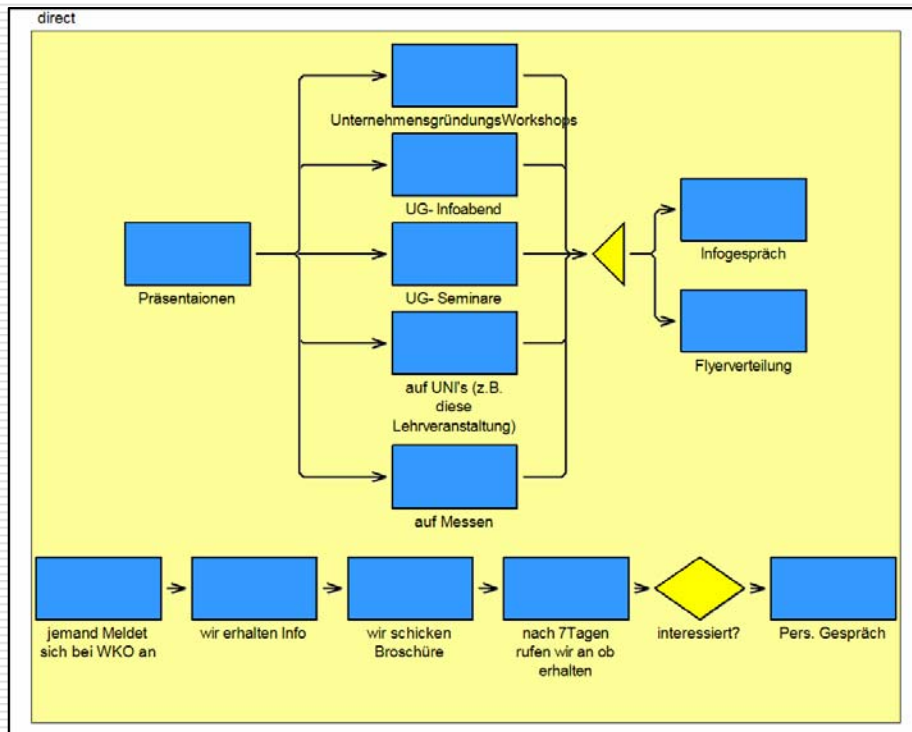 direct
UnternehmensgründungsWorkshops
UG- Infoabend
Präsentaionen
UG- Seminare
Infogespräch
auf UNI's (z.B.
diese
Lehrveranstaltung)
Flyerverteilung
auf Messen
jemand Meldet
sich bei WKO an
wir erhalten Info
wir schicken
Broschüre
nach 7Tagen
rufen wir an ob
erhalten
interessiert?
Pers. Gespräch